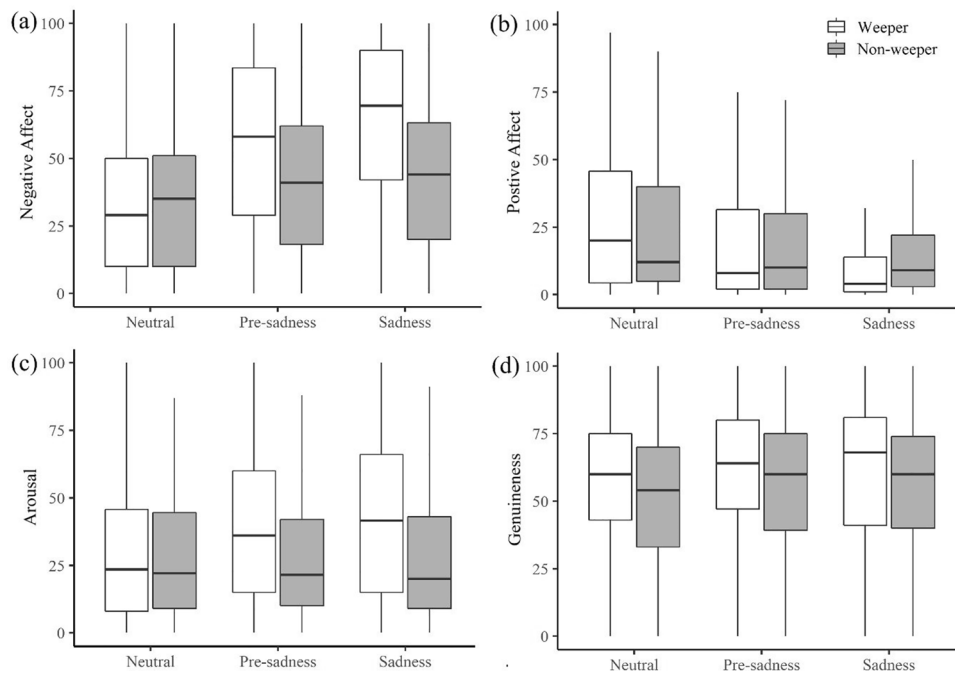 (a)
100
75
50
25
0
Negative Affect
Neutral
Pre-sadness
Sadness
(b)
100
75
50
25
0
Postive Affect
Weeper
Non-weeper
Neutral
Pre-sadness
Sadness
(c)
100
75
50
25
0
Arousal
Neutral
Pre-sadness
Sadness
(d)
100
75
50
25
0
Genuineness
Neutral
Pre-sadness
Sadness